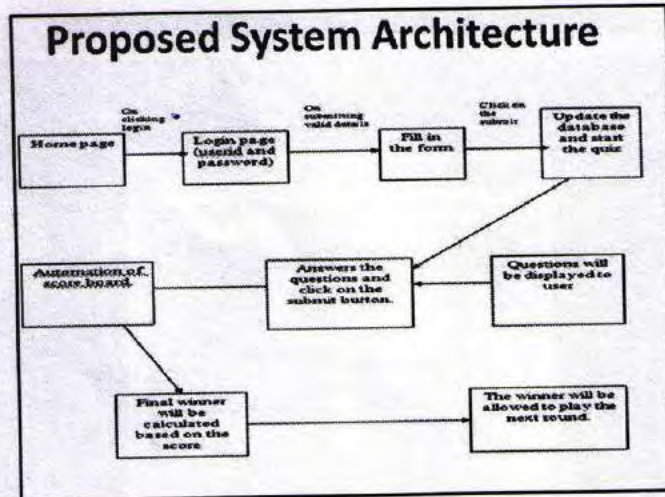 Proposed System Architecture
On
clicking
login
On
submitting
valid details
Click on
the
submit
Home page
Login page
(userid and
password)
Fill in
the form
Update the
database
and start
the quiz
Automation of
score board
Answers the
questions and
click on the
submit button.
Questions will
be displayed to
user
Final winner
will be
calculated
based on the
score
The winner will be
allowed to play the
next round.